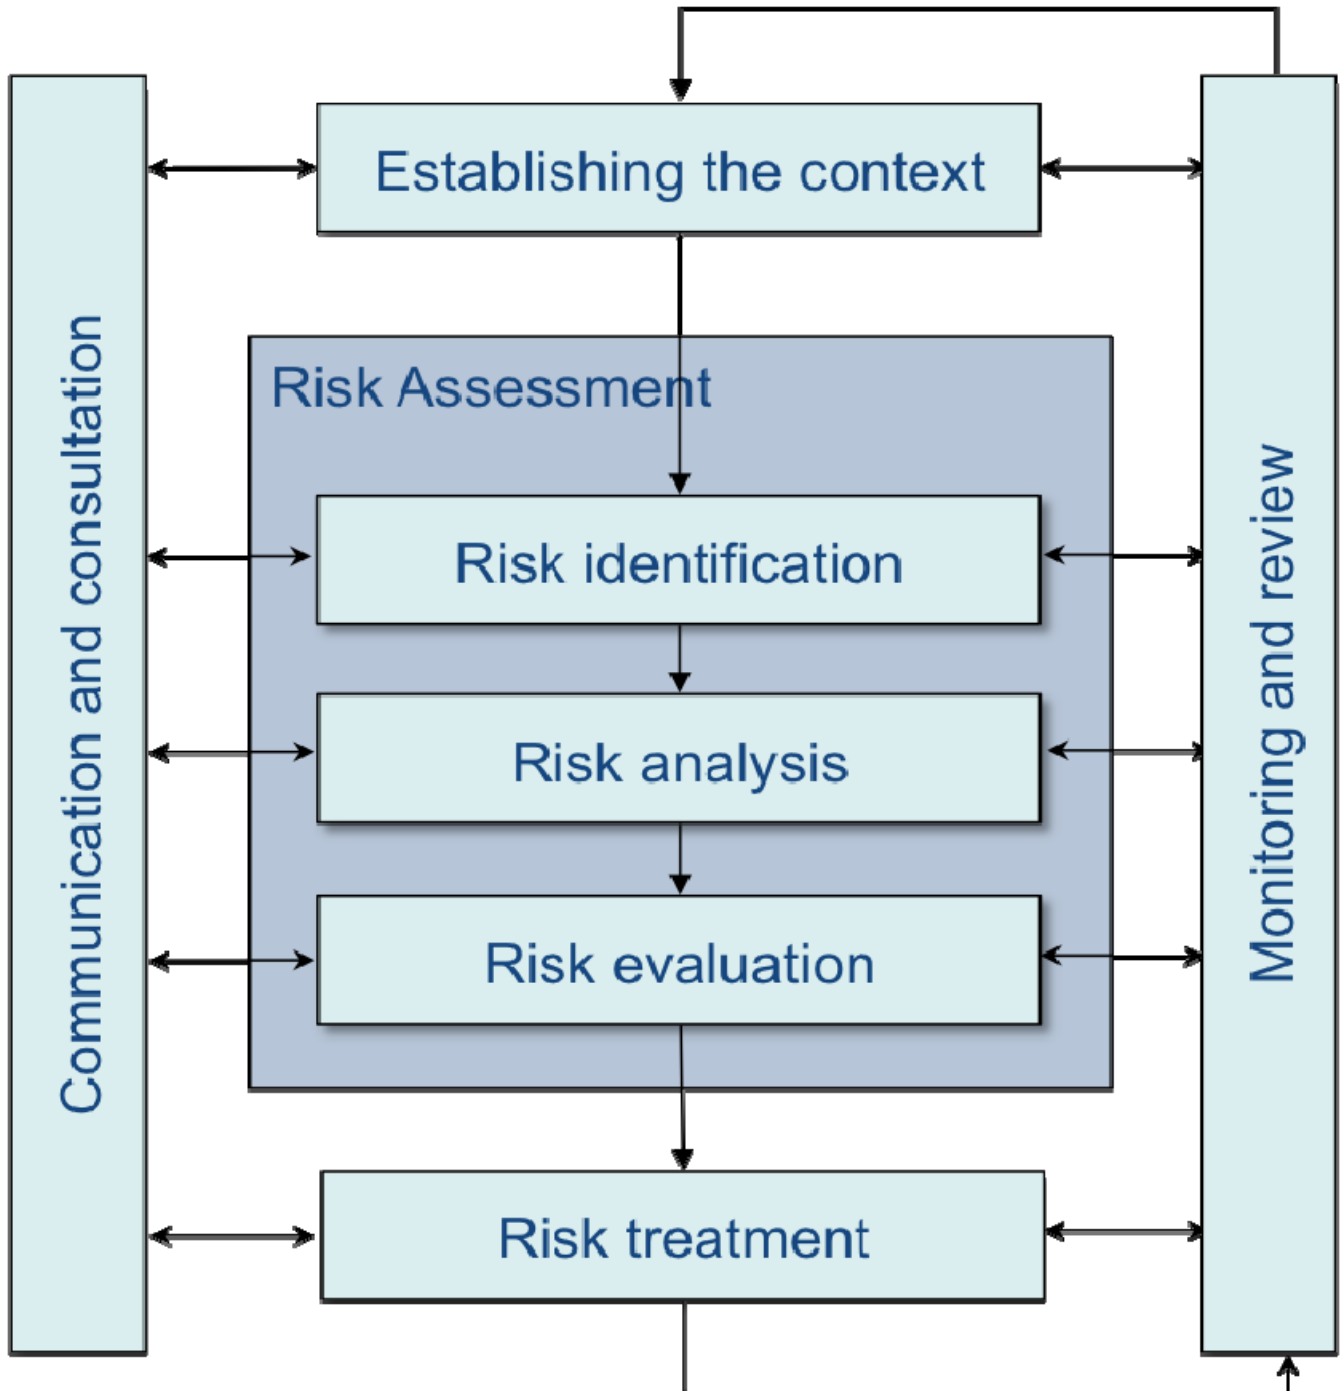 Establishing the context
Communication and consultation
Risk Assessment
Risk identification
Risk analysis
Risk evaluation
Monitoring and review
Risk treatment